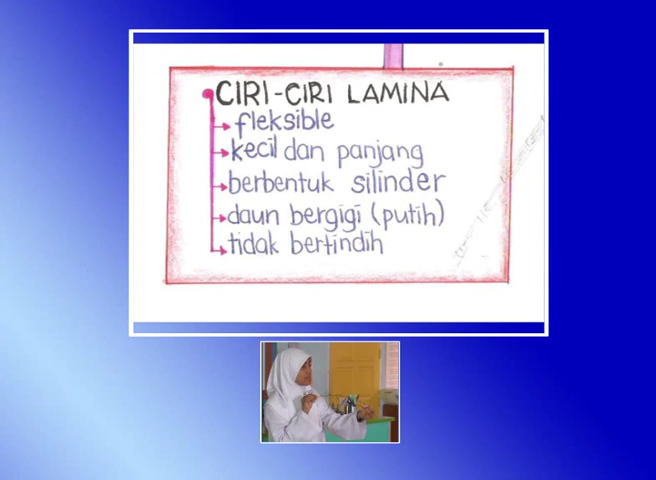 CIRI-CIRI LAMINA
fleksible
kecil dan panjang
berbentuk silinder
daun bergigi (putih)
tidak bertindih